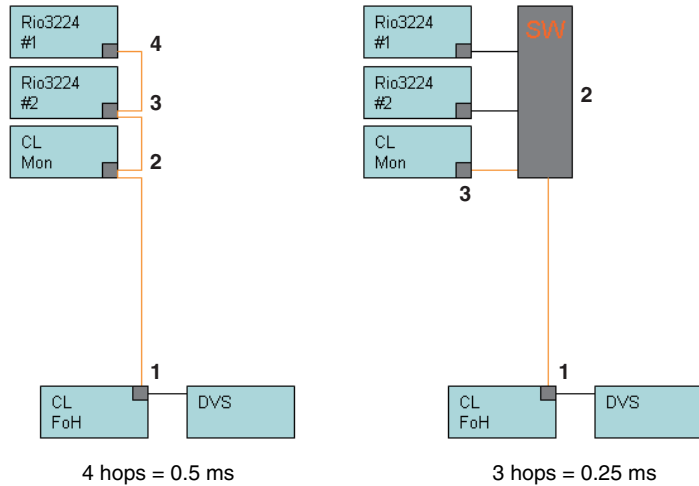 Rio3224
#1
4
Rio3224
#2
3
CL
Mon
2
1
CL
FoH
DVS
4 hops = 0.5 ms
Rio3224
#1
SW
Rio3224
#2
2
CL
Mon
3
1
CL
FoH
DVS
3 hops = 0.25 ms